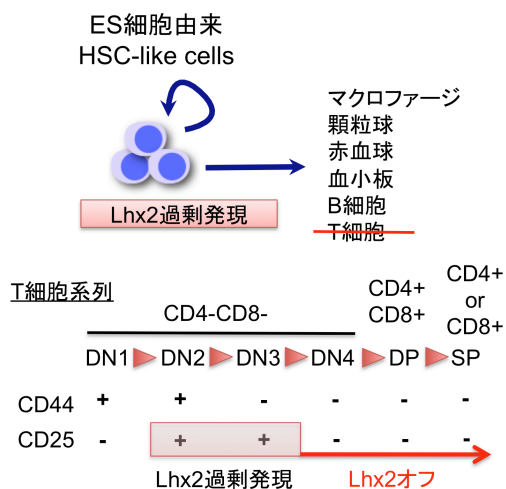 ES細胞由来
HSC-like cells
マクロファージ
顆粒球
赤血球
血小板
B細胞
T細胞
Lhx2過剰発現
T細胞系列
CD4-CD8-
CD4+
CD8+
CD4+
or
CD8+
DN1 DN2 DN3 DN4 DP SP
CD44 + + - - - -
CD25 - + + - - -
Lhx2過剰発現 Lhx2オフ